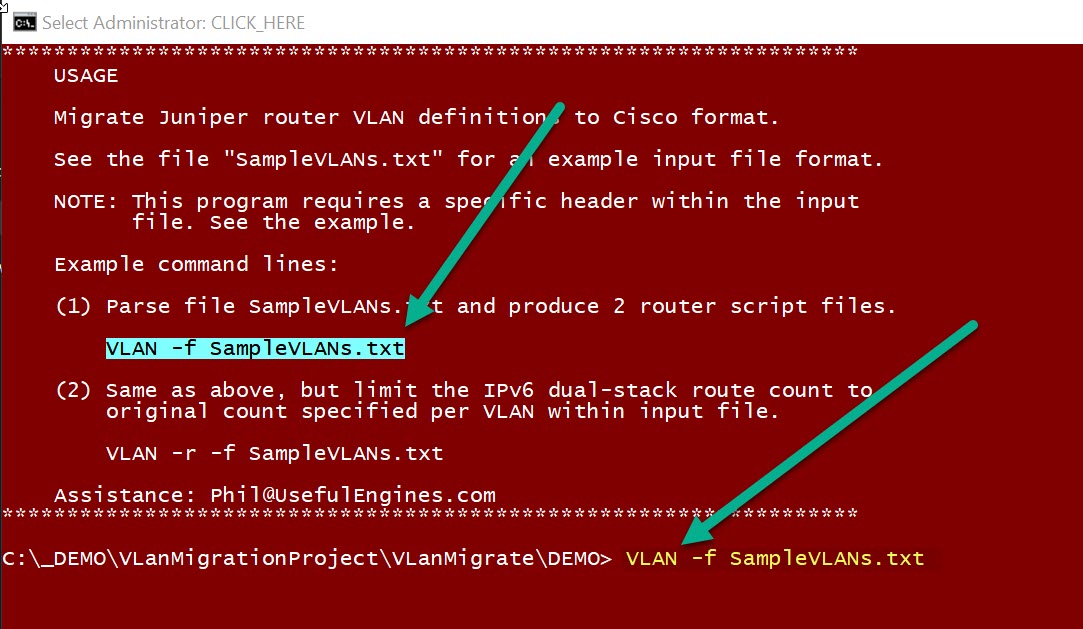 Select Administrator: CLICK_HERE
******************************************************************
USAGE
Migrate Juniper router VLAN definitions to Cisco format.
See the file "SampleVLANs.txt" for an example input file format.
NOTE: This program requires a specific header within the input
file. See the example.
Example command lines:
(1) Parse file SampleVLANs.txt and produce 2 router script files.
VLAN -f SampleVLANs.txt
(2) Same as above, but limit the IPv6 dual-stack route count to
original count specified per VLAN within input file.
VLAN -r -f SampleVLANs.txt
Assistance: Phil@UsefulEngines.com
******************************************************************
C:\_DEMO\VLanMigrationProject\VLanMigrate\DEMO> VLAN -f SampleVLANs.txt